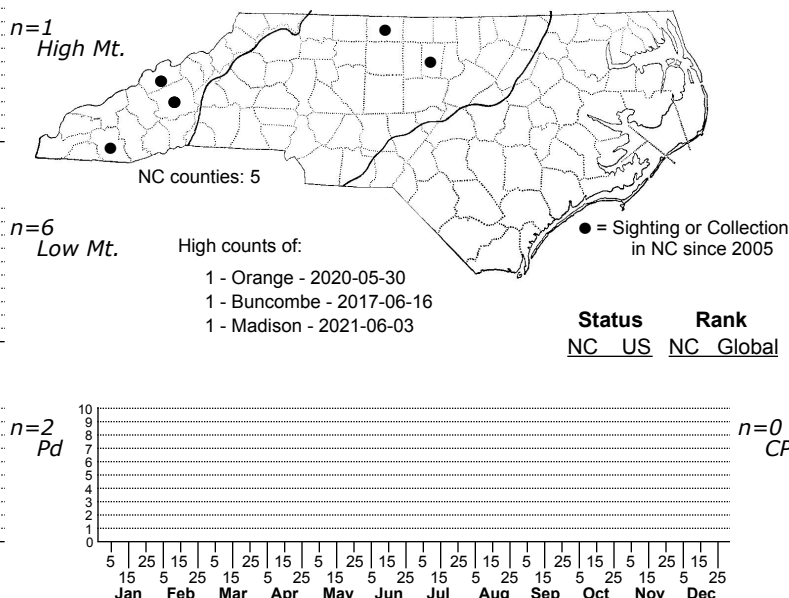 n=1
High Mt.
NC counties: 5
n=6
Low Mt.
High counts of:
1 - Orange - 2020-05-30
1 - Buncombe - 2017-06-16
1 - Madison - 2021-06-03
● = Sighting or Collection
in NC since 2005
Status Rank
NC US NC Global
n=2
Pd
n=0
CP
10
9
8
7
6
5
4
3
2
1
0
5 25 15 5 25 15 5 25 15 5 25 15 5 25 15 5 25 15
15 5 25 15 5 25 15 5 25 15 5 25 15 5 25 15 5 25
Jan Feb Mar Apr May Jun Jul Aug Sep Oct Nov Dec